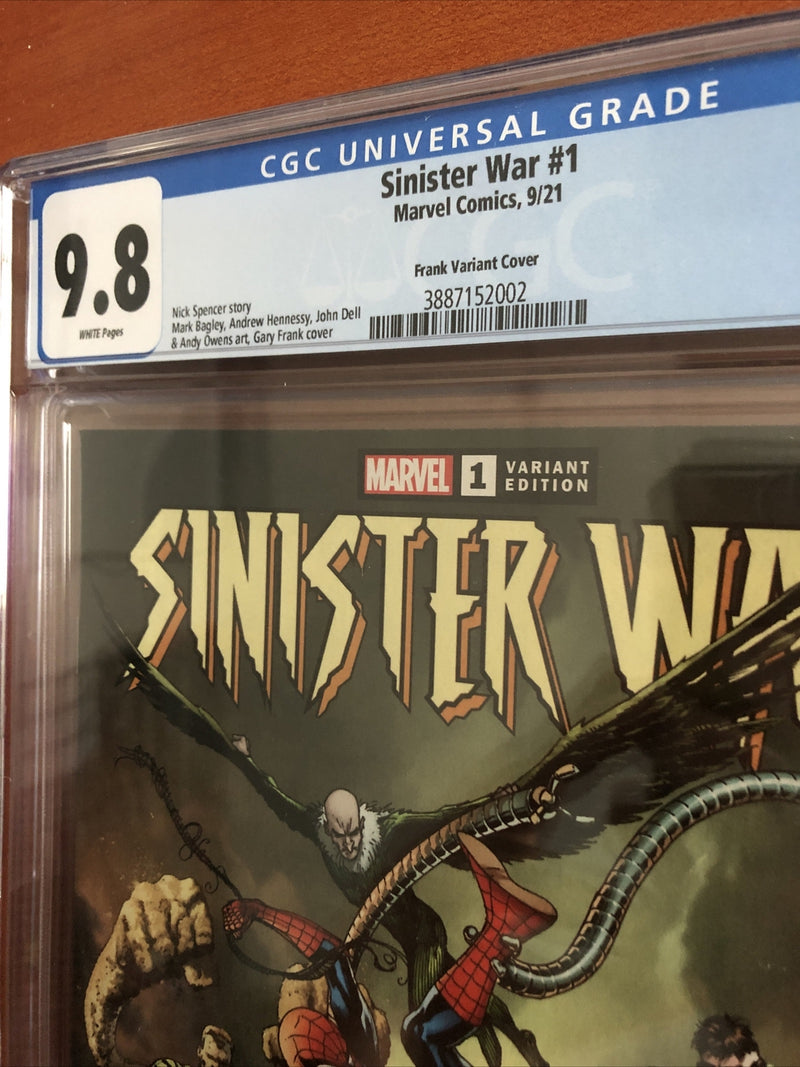 CGC UNIVERSAL GRADE
9.8
WHITE Pages
Sinister War #1
Marvel Comics, 9/21
Frank Variant Cover
3887152002
Nick Spencer story
Mark Bagley, Andrew Hennessy, John Dell
& Andy Owens art, Gary Frank cover
CGC
MARVEL 1 VARIANT
EDITION
SINISTER WA